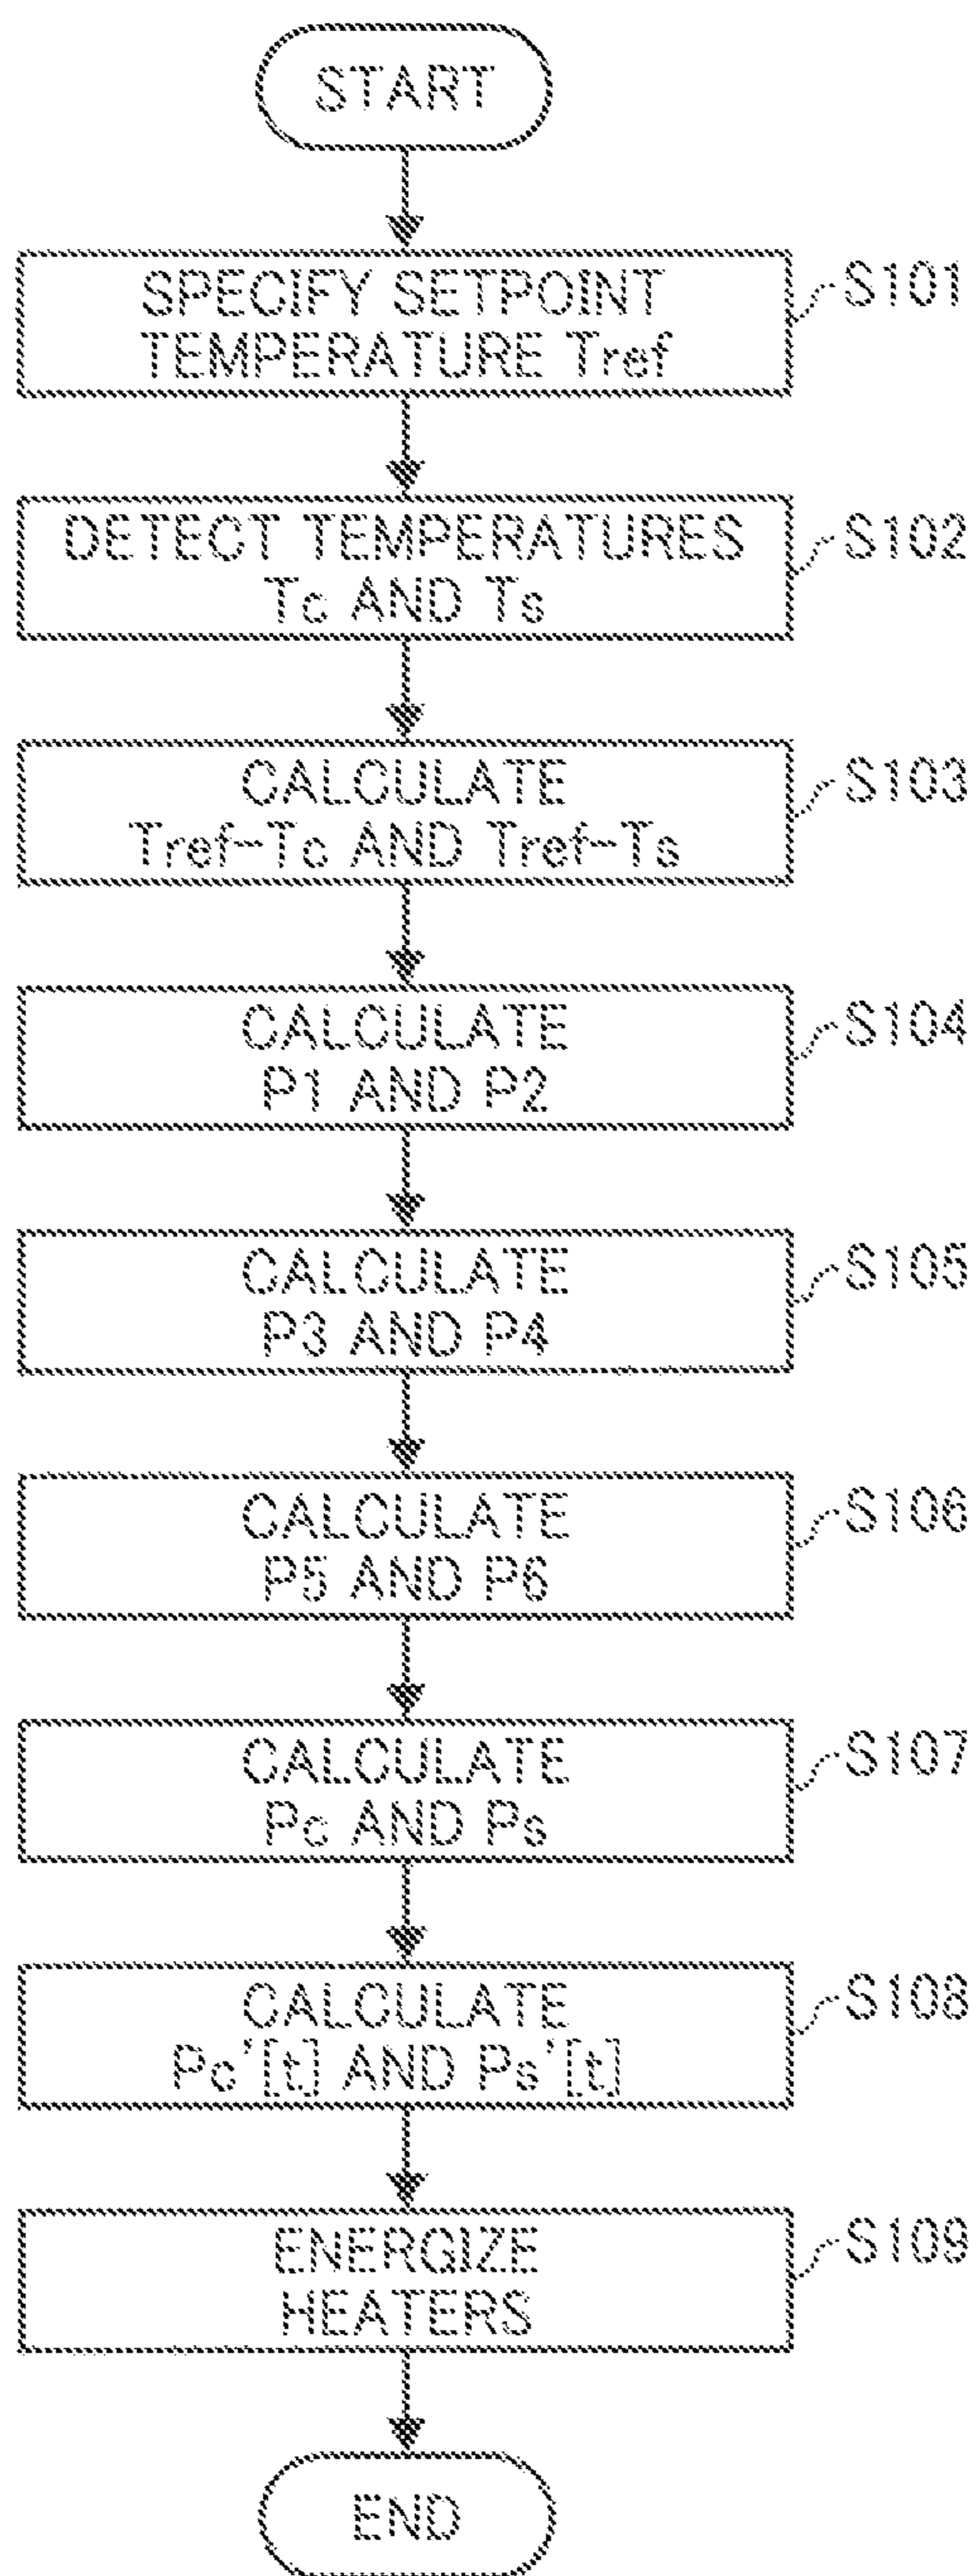 START
SPECIFY SETPOINT
TEMPERATURE Tref
S101
DETECT TEMPERATURES
Tc AND Ts
S102
CALCULATE
Tref-Tc AND Tref-Ts
S103
CALCULATE
P1 AND P2
S104
CALCULATE
P3 AND P4
S105
CALCULATE
P5 AND P6
S106
CALCULATE
Pc AND Ps
S107
CALCULATE
Pc'[t] AND Ps'[t]
S108
ENERGIZE
HEATERS
S109
END